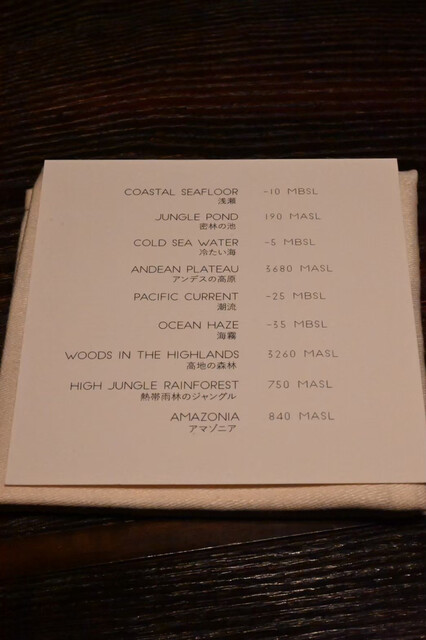 COASTAL SEAFLOOR -10 MBSL
浅瀬
JUNGLE POND 190 MASL
密林の池
COLD SEA WATER -5 MBSL
冷たい海
ANDEAN PLATEAU 3680 MASL
アンデスの高原
PACIFIC CURRENT -25 MBSL
潮流
OCEAN HAZE -35 MBSL
海霧
WOODS IN THE HIGHLANDS 3260 MASL
高地の森林
HIGH JUNGLE RAINFOREST 750 MASL
熱帯雨林のジャングル
AMAZONIA 840 MASL
アマゾニア